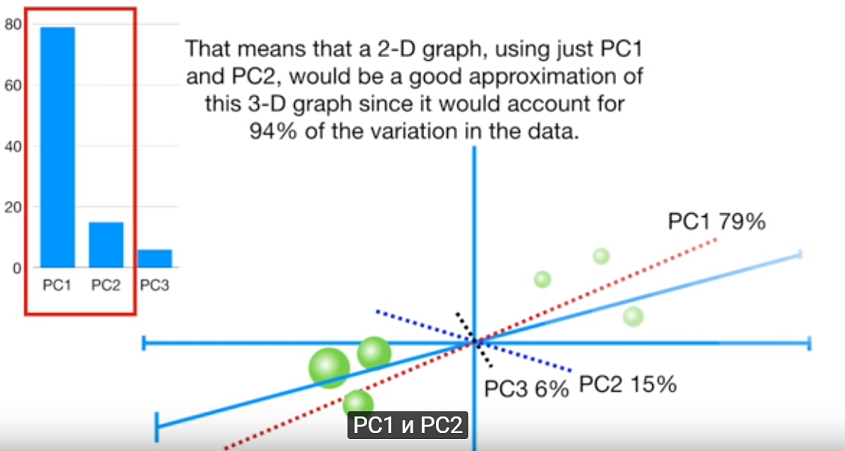 80
60
40
20
0
PC1 PC2 PC3
That means that a 2-D graph, using just PC1
and PC2, would be a good approximation of
this 3-D graph since it would account for
94% of the variation in the data.
PC1 79%
PC3 6% PC2 15%
PC1 и PC2